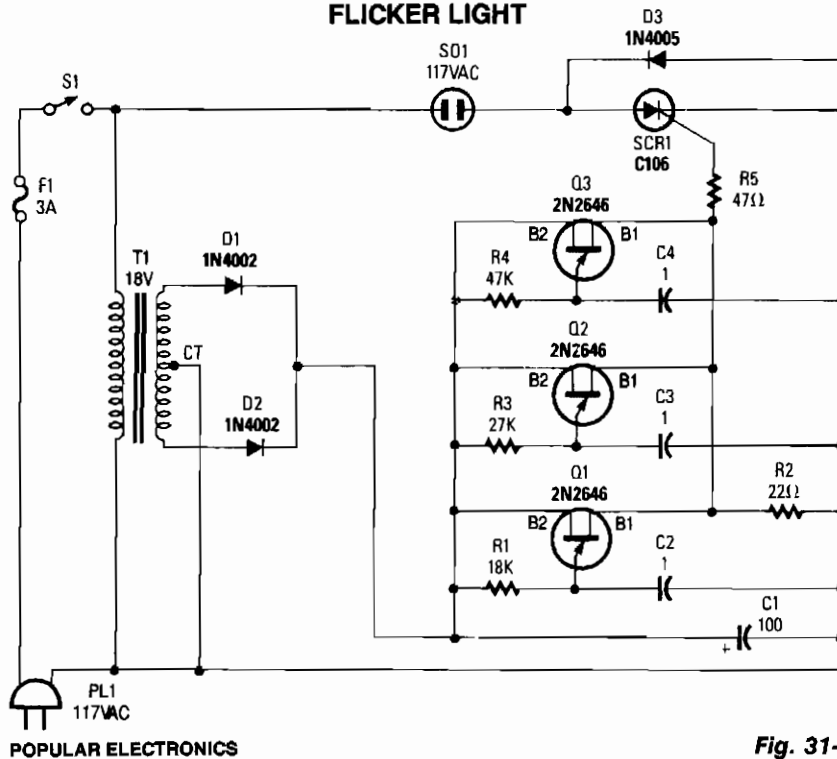 FLICKER LIGHT
D3
1N4005
SO1
117VAC
S1
SCR1
C106
F1
3A
R5
47Ω
Q3
2N2646
B2
B1
D1
1N4002
T1
18V
R4
47K
C4
1
Q2
2N2646
CT
B2
B1
D2
1N4002
R3
27K
C3
1
Q1
2N2646
R2
22Ω
B2
B1
R1
18K
C2
1
C1
100
+
PL1
117VAC
POPULAR ELECTRONICS
Fig. 31-